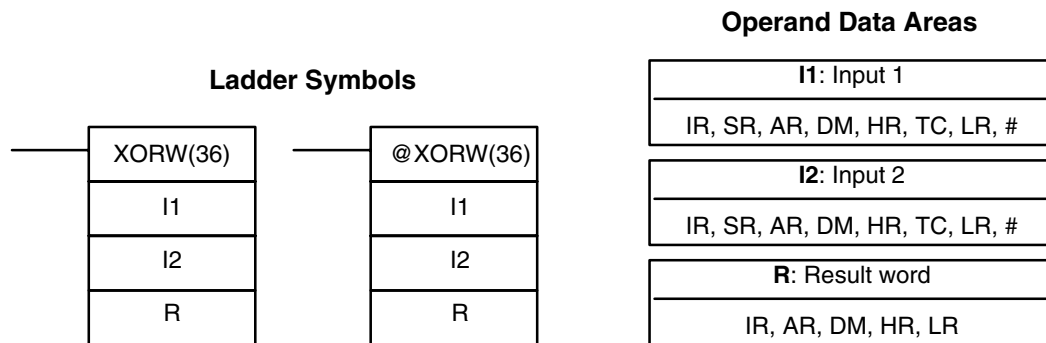 Ladder Symbols
XORW(36)
I1
I2
R
@XORW(36)
I1
I2
R
Operand Data Areas
I1: Input 1
IR, SR, AR, DM, HR, TC, LR, #
I2: Input 2
IR, SR, AR, DM, HR, TC, LR, #
R: Result word
IR, AR, DM, HR, LR